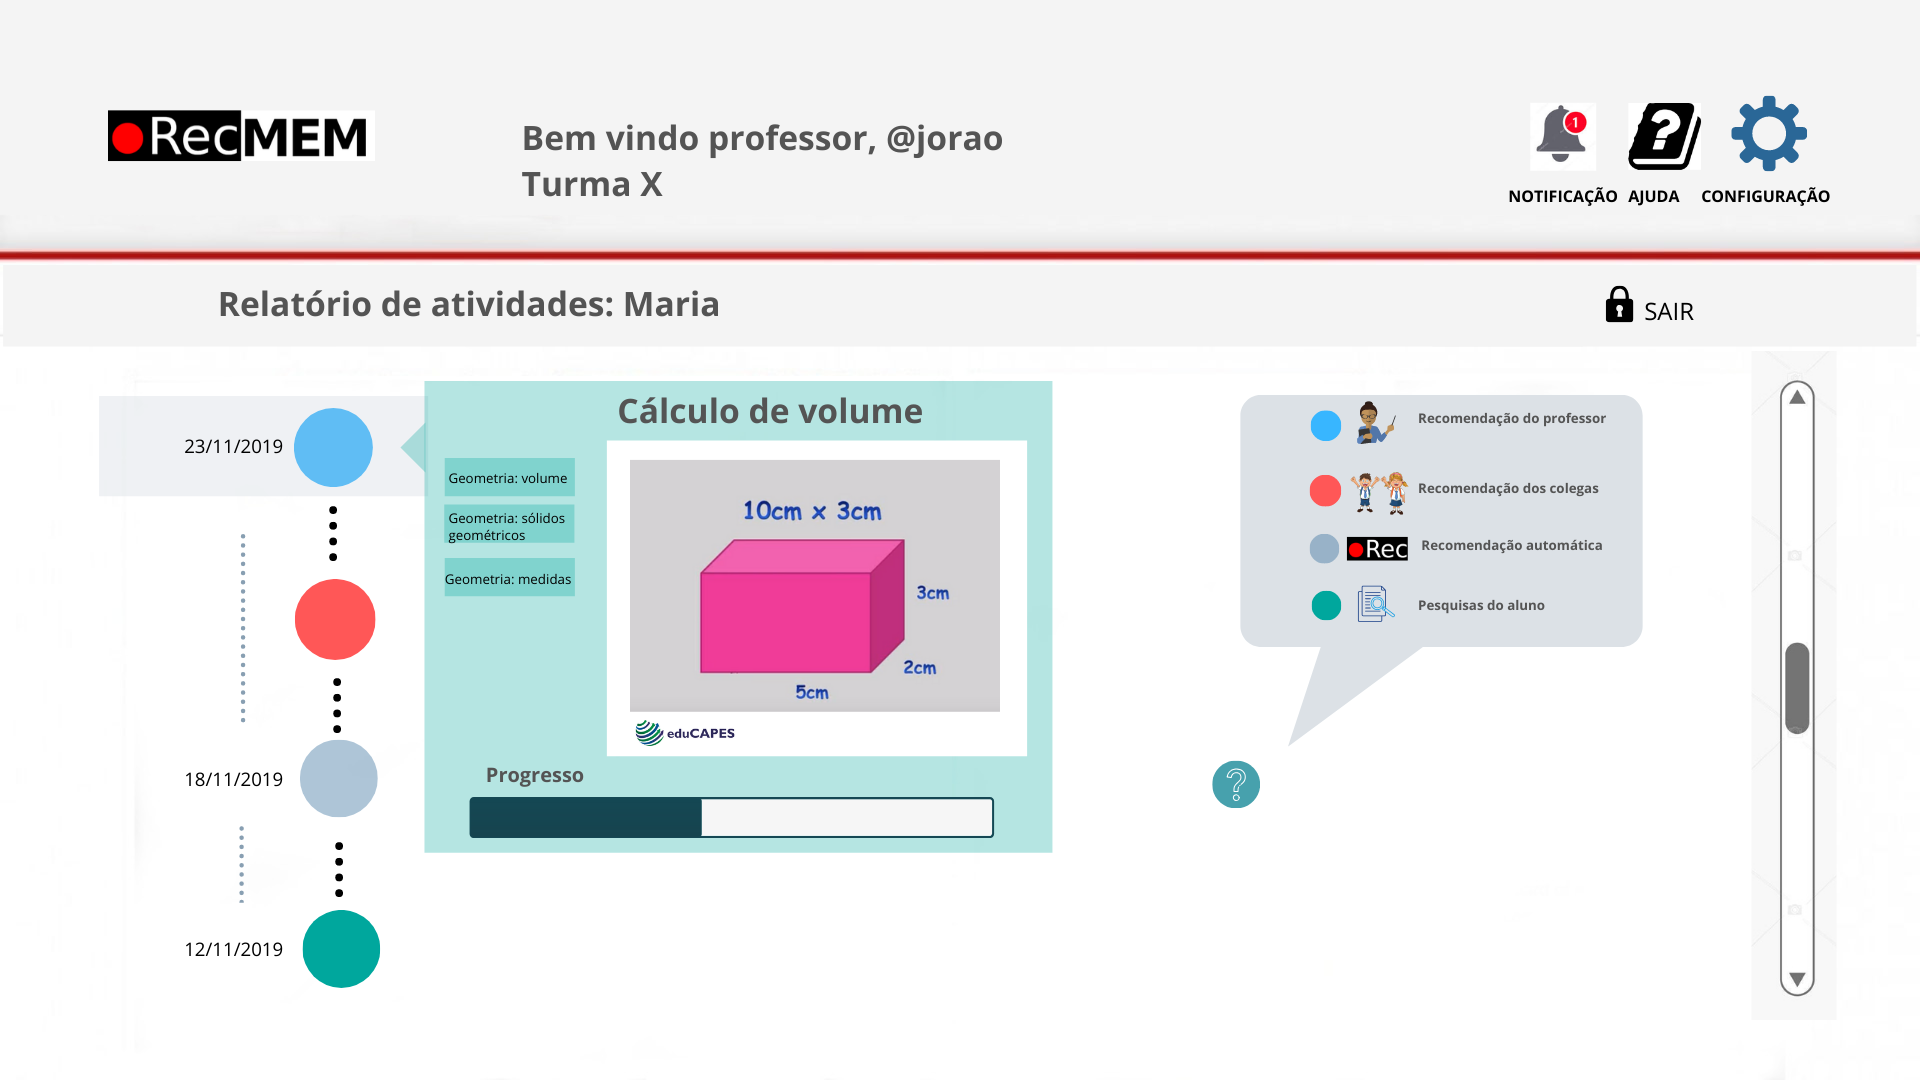 RecMEM
Bem vindo professor, @jorao
Turma X
1
NOTIFICAÇÃO AJUDA CONFIGURAÇÃO
Relatório de atividades: Maria
SAIR
23/11/2019
18/11/2019
12/11/2019
Cálculo de volume
Geometria: volume
Geometria: sólidos
geométricos
Geometria: medidas
10cm x 3cm
3cm
2cm
5cm
eduCAPES
Progresso
Recomendação do professor
Recomendação dos colegas
Rec Recomendação automática
Pesquisas do aluno
?